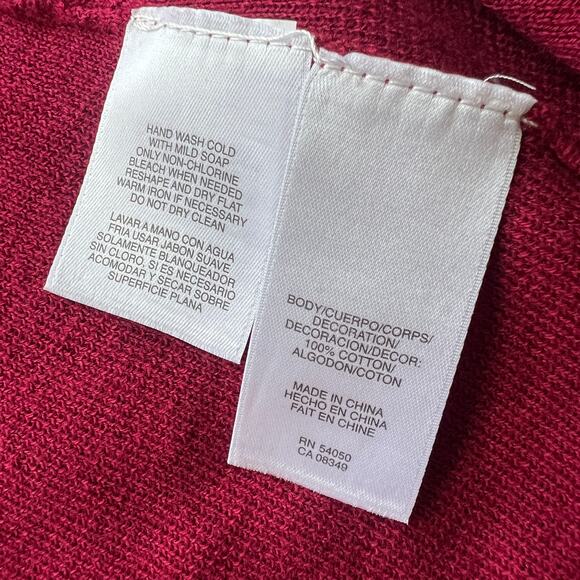 HAND WASH COLD
WITH MILD SOAP
ONLY NON-CHLORINE
BLEACH WHEN NEEDED
RESHAPE AND DRY FLAT
WARM IRON IF NECESSARY
DO NOT DRY CLEAN
LAVAR A MANO CON AGUA
FRIA USAR JABON SUAVE
SOLAMENTE BLANQUEADOR
SIN CLORO, SI ES NECESARIO
ACOMODAR Y SECAR SOBRE
SUPERFICIE PLANA
BODY/CUERPO/CORPS/
DECORATION/
DECORACION/DECOR:
100% COTTON/
ALGODON/COTON
MADE IN CHINA
HECHO EN CHINA
FAIT EN CHINE
RN 54050
CA 08349